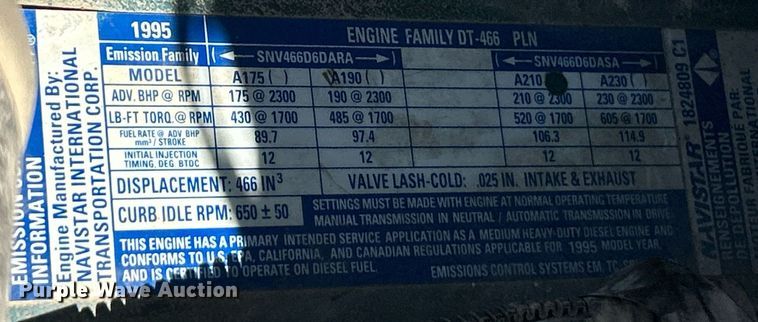 1995 ENGINE FAMILY DT-466 PLN
Emission Family SNV466D6DARA SNV466D6DASA
MODEL A175 ( ) A190 ( ) A210 A230 ( )
ADV. BHP @ RPM 175 @ 2300 190 @ 2300 210 @ 2300 230 @ 2300
LB-FT TORQ.@ RPM 430 @ 1700 485 @ 1700 520 @ 1700 605 @ 1700
FUEL RATE @ ADV BHP
mm³ / STROKE 89.7 97.4 106.3 114.9
INITIAL INJECTION
TIMING, DEG. BTDC 12 12 12 12
DISPLACEMENT: 466 IN³ VALVE LASH-COLD: .025 IN. INTAKE & EXHAUST
CURB IDLE RPM: 650 ± 50
SETTINGS MUST BE MADE WITH ENGINE AT NORMAL OPERATING TEMPERATURE
MANUAL TRANSMISSION IN NEUTRAL / AUTOMATIC TRANSMISSION IN DRIVE.
THIS ENGINE HAS A PRIMARY INTENDED SERVICE APPLICATION AS A MEDIUM HEAVY-DUTY DIESEL ENGINE AND
CONFORMS TO U.S. EPA, CALIFORNIA, AND CANADIAN REGULATIONS APPLICABLE FOR 1995 MODEL YEAR,
AND IS CERTIFIED TO OPERATE ON DIESEL FUEL. EMISSIONS CONTROL SYSTEMS EM, TC,
INFORMATION
Engine Manufactured By:
NAVISTAR INTERNATIONAL
TRANSPORTATION CORP.
NAVISTAR 1824809 C1
RENSEIGNEMENTS
FABRIQUE PAR:
Purple Wave Auction